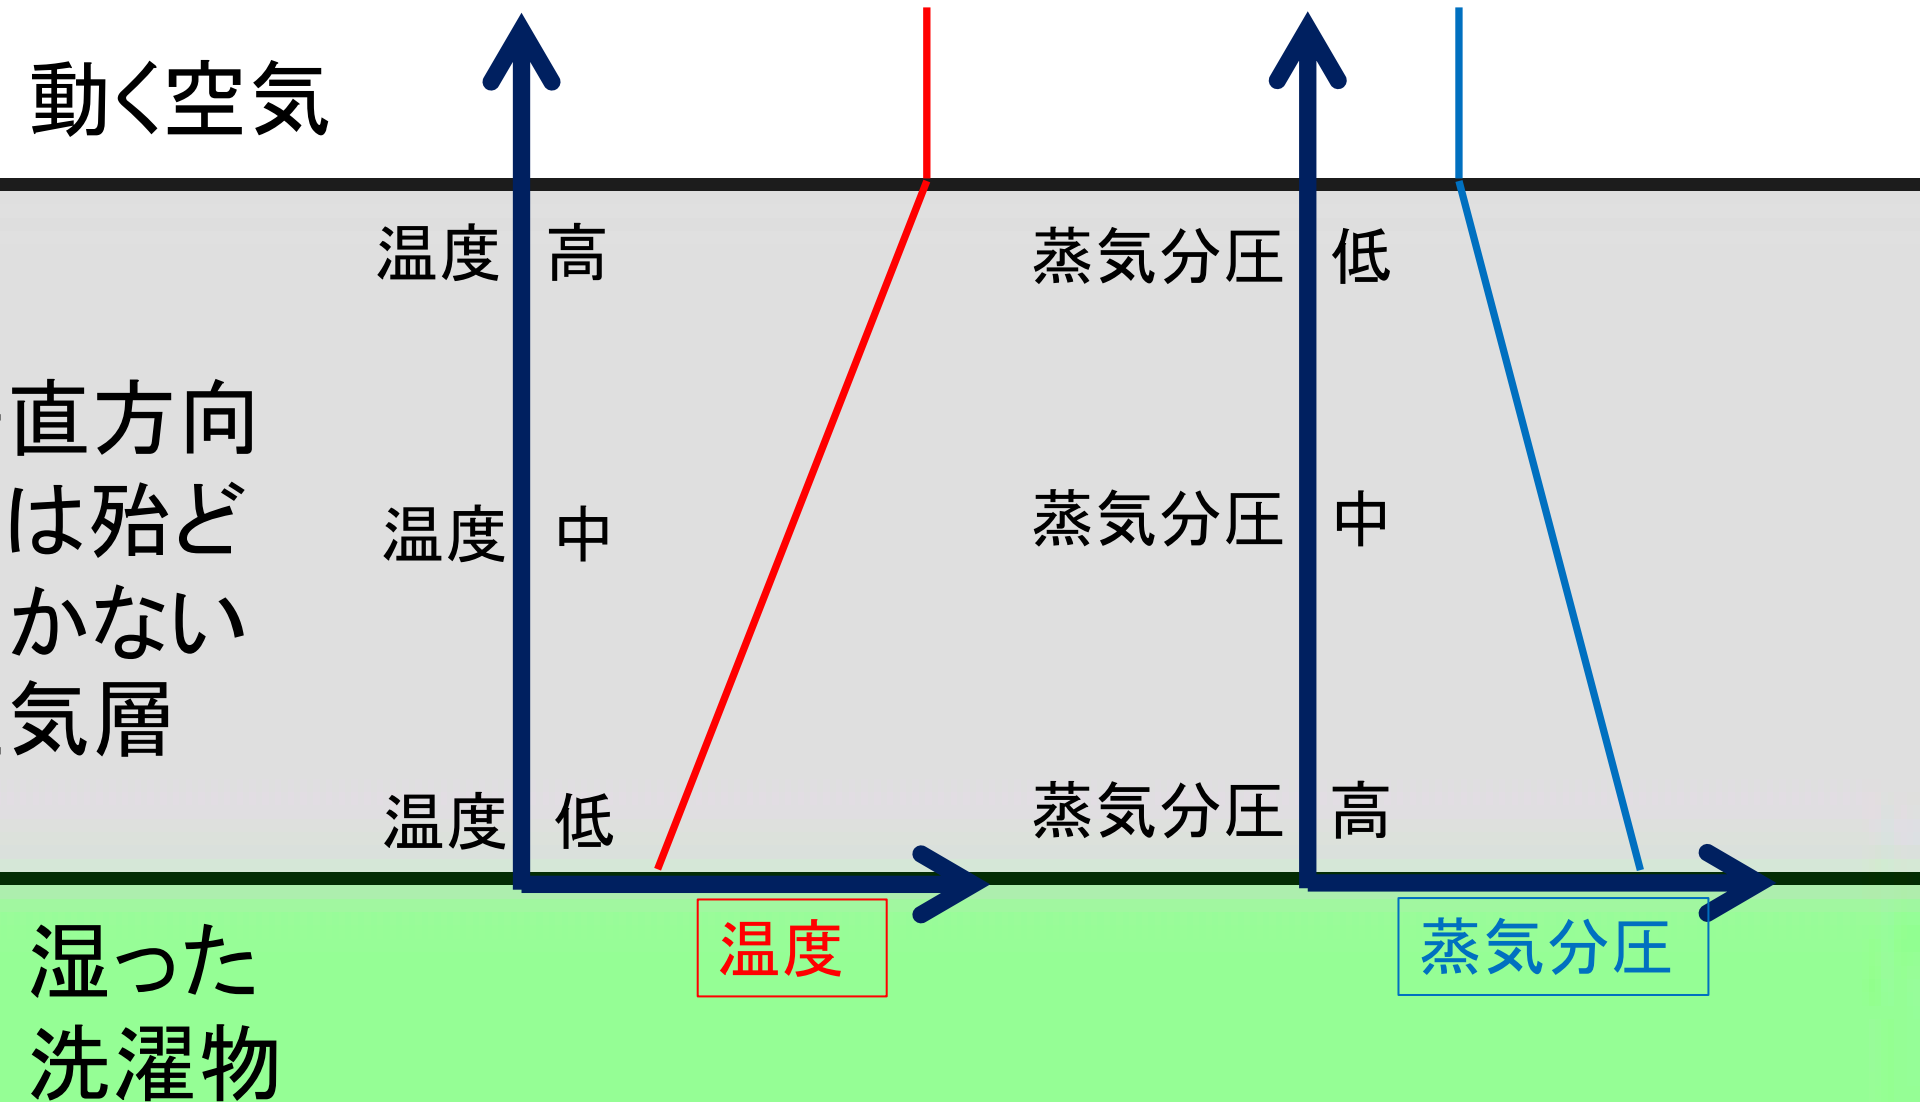 動く空気
温度 高
蒸気分圧 低
直方向
は殆ど
かない
気層
温度 中
蒸気分圧 中
温度 低
蒸気分圧 高
温度
蒸気分圧
湿った
洗濯物